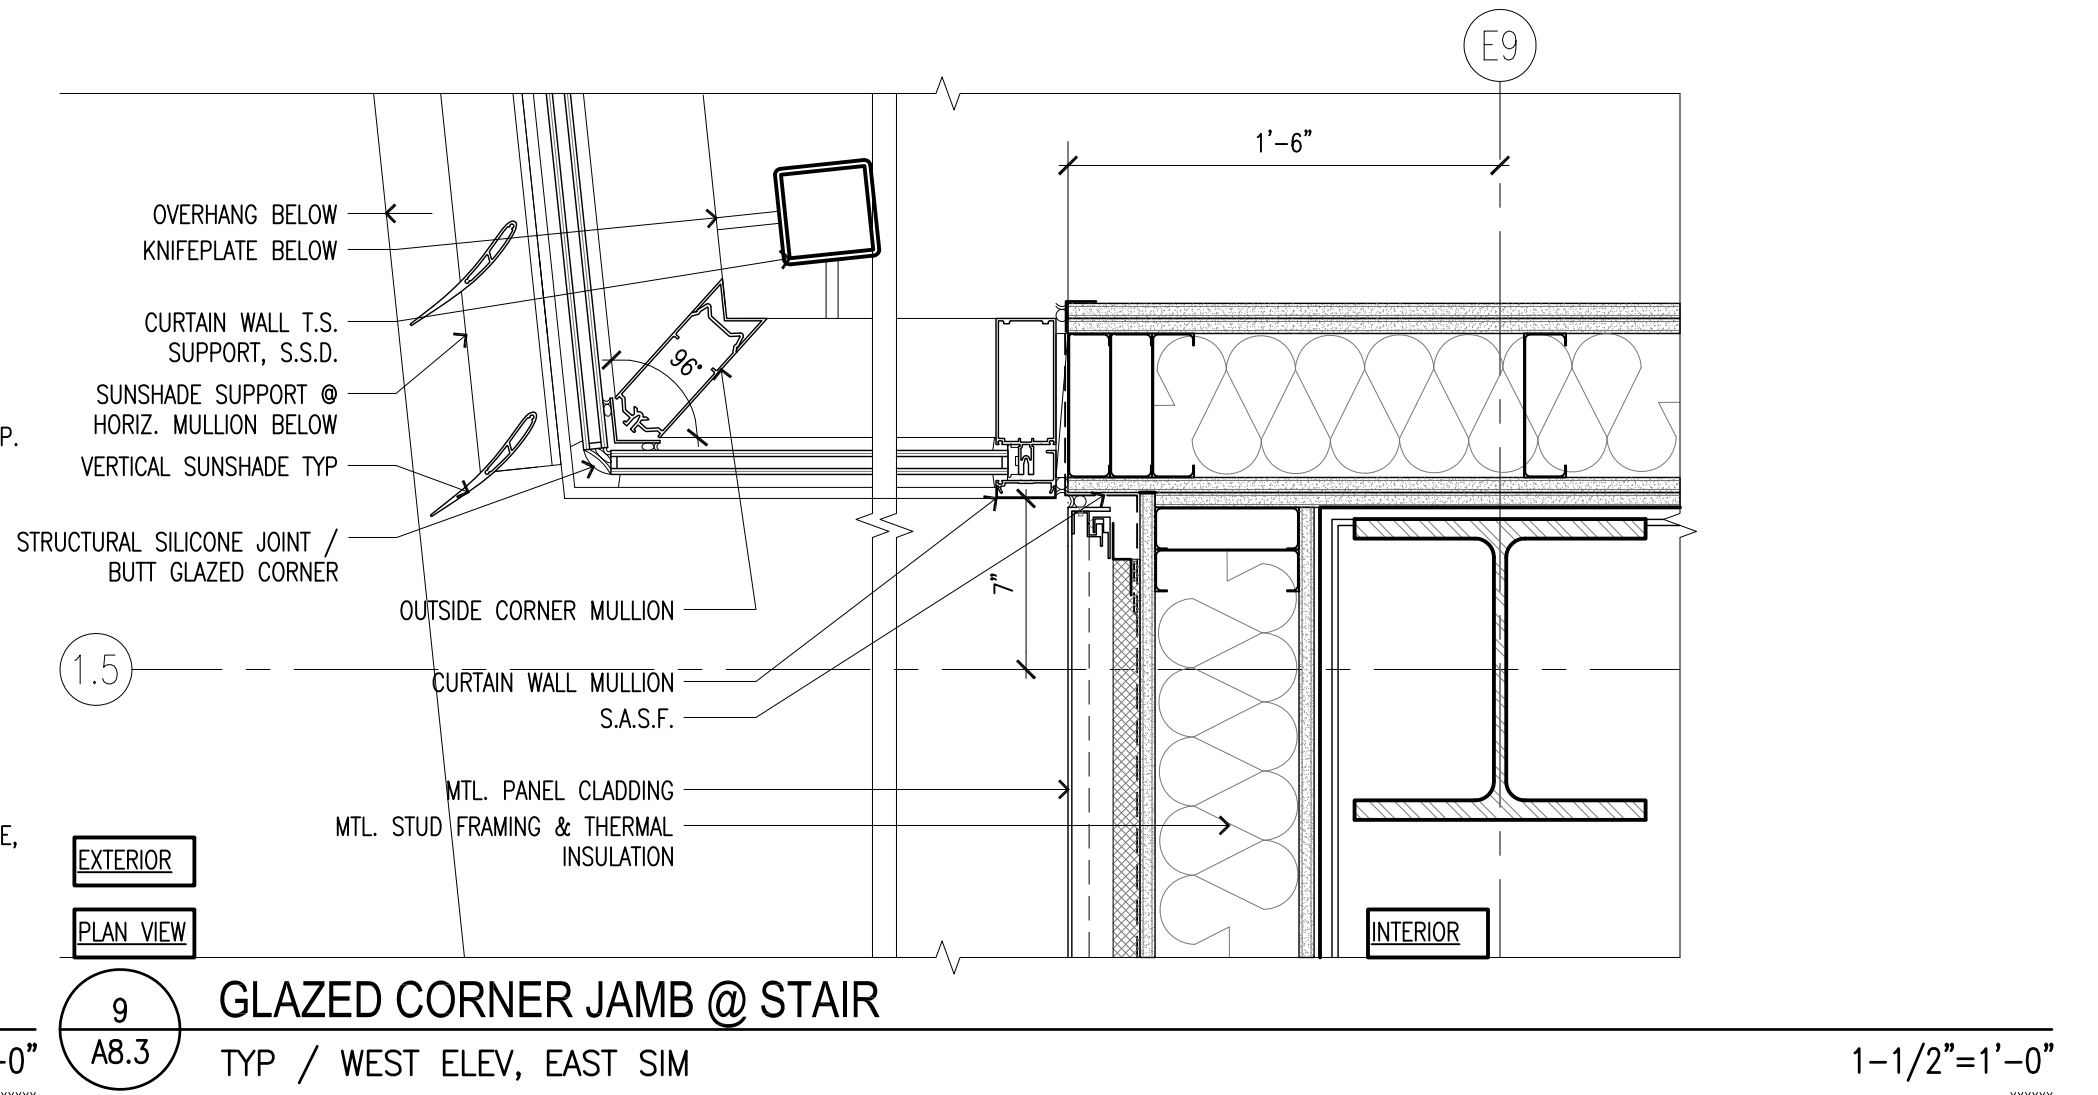 E9
1'-6"
OVERHANG BELOW
KNIFEPLATE BELOW
CURTAIN WALL T.S.
SUPPORT, S.S.D.
96°
SUNSHADE SUPPORT @
HORIZ. MULLION BELOW
P.
VERTICAL SUNSHADE TYP
STRUCTURAL SILICONE JOINT /
BUTT GLAZED CORNER
7"
OUTSIDE CORNER MULLION
1.5
CURTAIN WALL MULLION
S.A.S.F.
MTL. PANEL CLADDING
MTL. STUD FRAMING & THERMAL
INSULATION
E,
EXTERIOR
PLAN VIEW
INTERIOR
9
A8.3
GLAZED CORNER JAMB @ STAIR
TYP / WEST ELEV, EAST SIM
-0"
1-1/2"=1'-0"